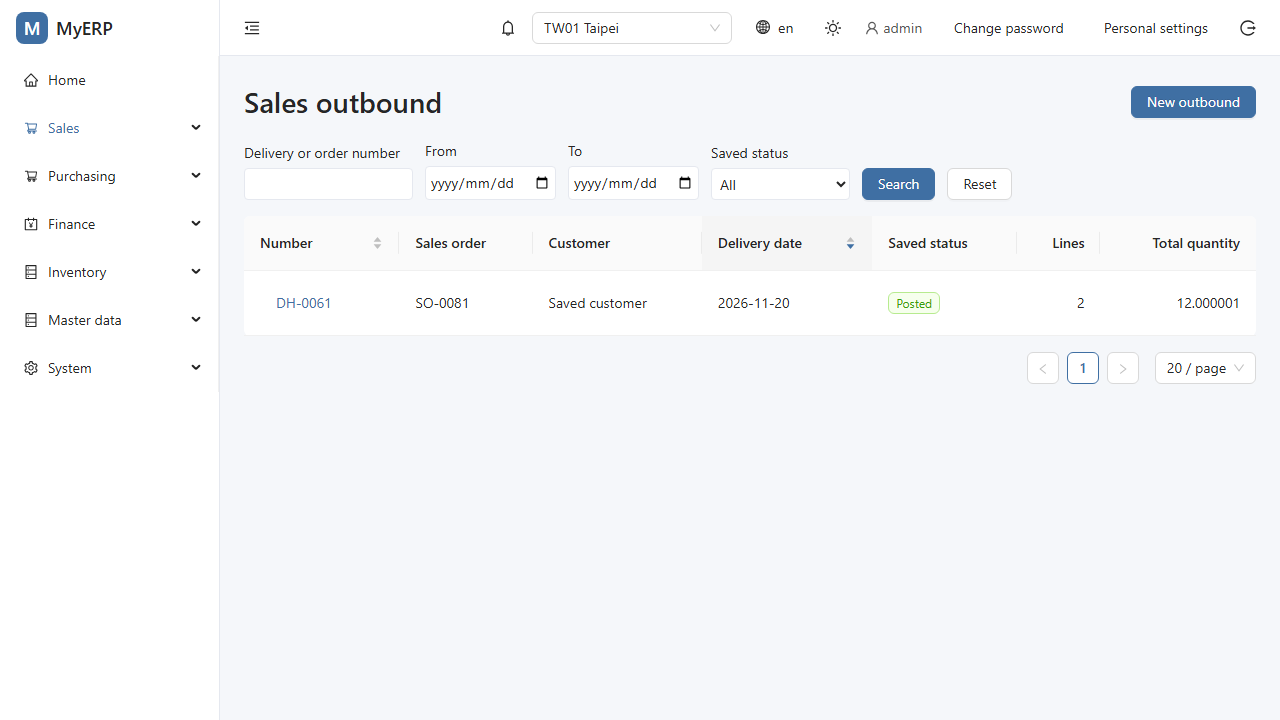 M MyERP
TW01 Taipei
en
admin
Change password
Personal settings
Home
Sales
Purchasing
Finance
Inventory
Master data
System
Sales outbound
New outbound
Delivery or order number
From
To
Saved status
yyyy/mm/dd
yyyy/mm/dd
All
Search
Reset
Number Sales order Customer Delivery date Saved status Lines Total quantity
DH-0061 SO-0081 Saved customer 2026-11-20 Posted 2 12.000001
< 1 > 20 / page